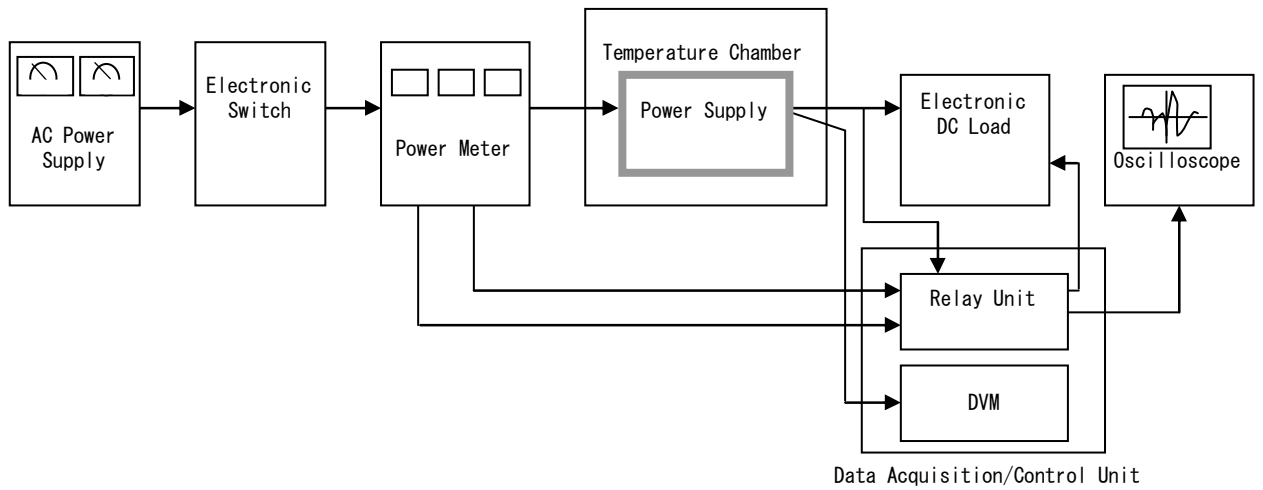 AC Power
Supply
Electronic
Switch
Power Meter
Temperature Chamber
Power Supply
Electronic
DC Load
Oscilloscope
Relay Unit
DVM
Data Acquisition/Control Unit